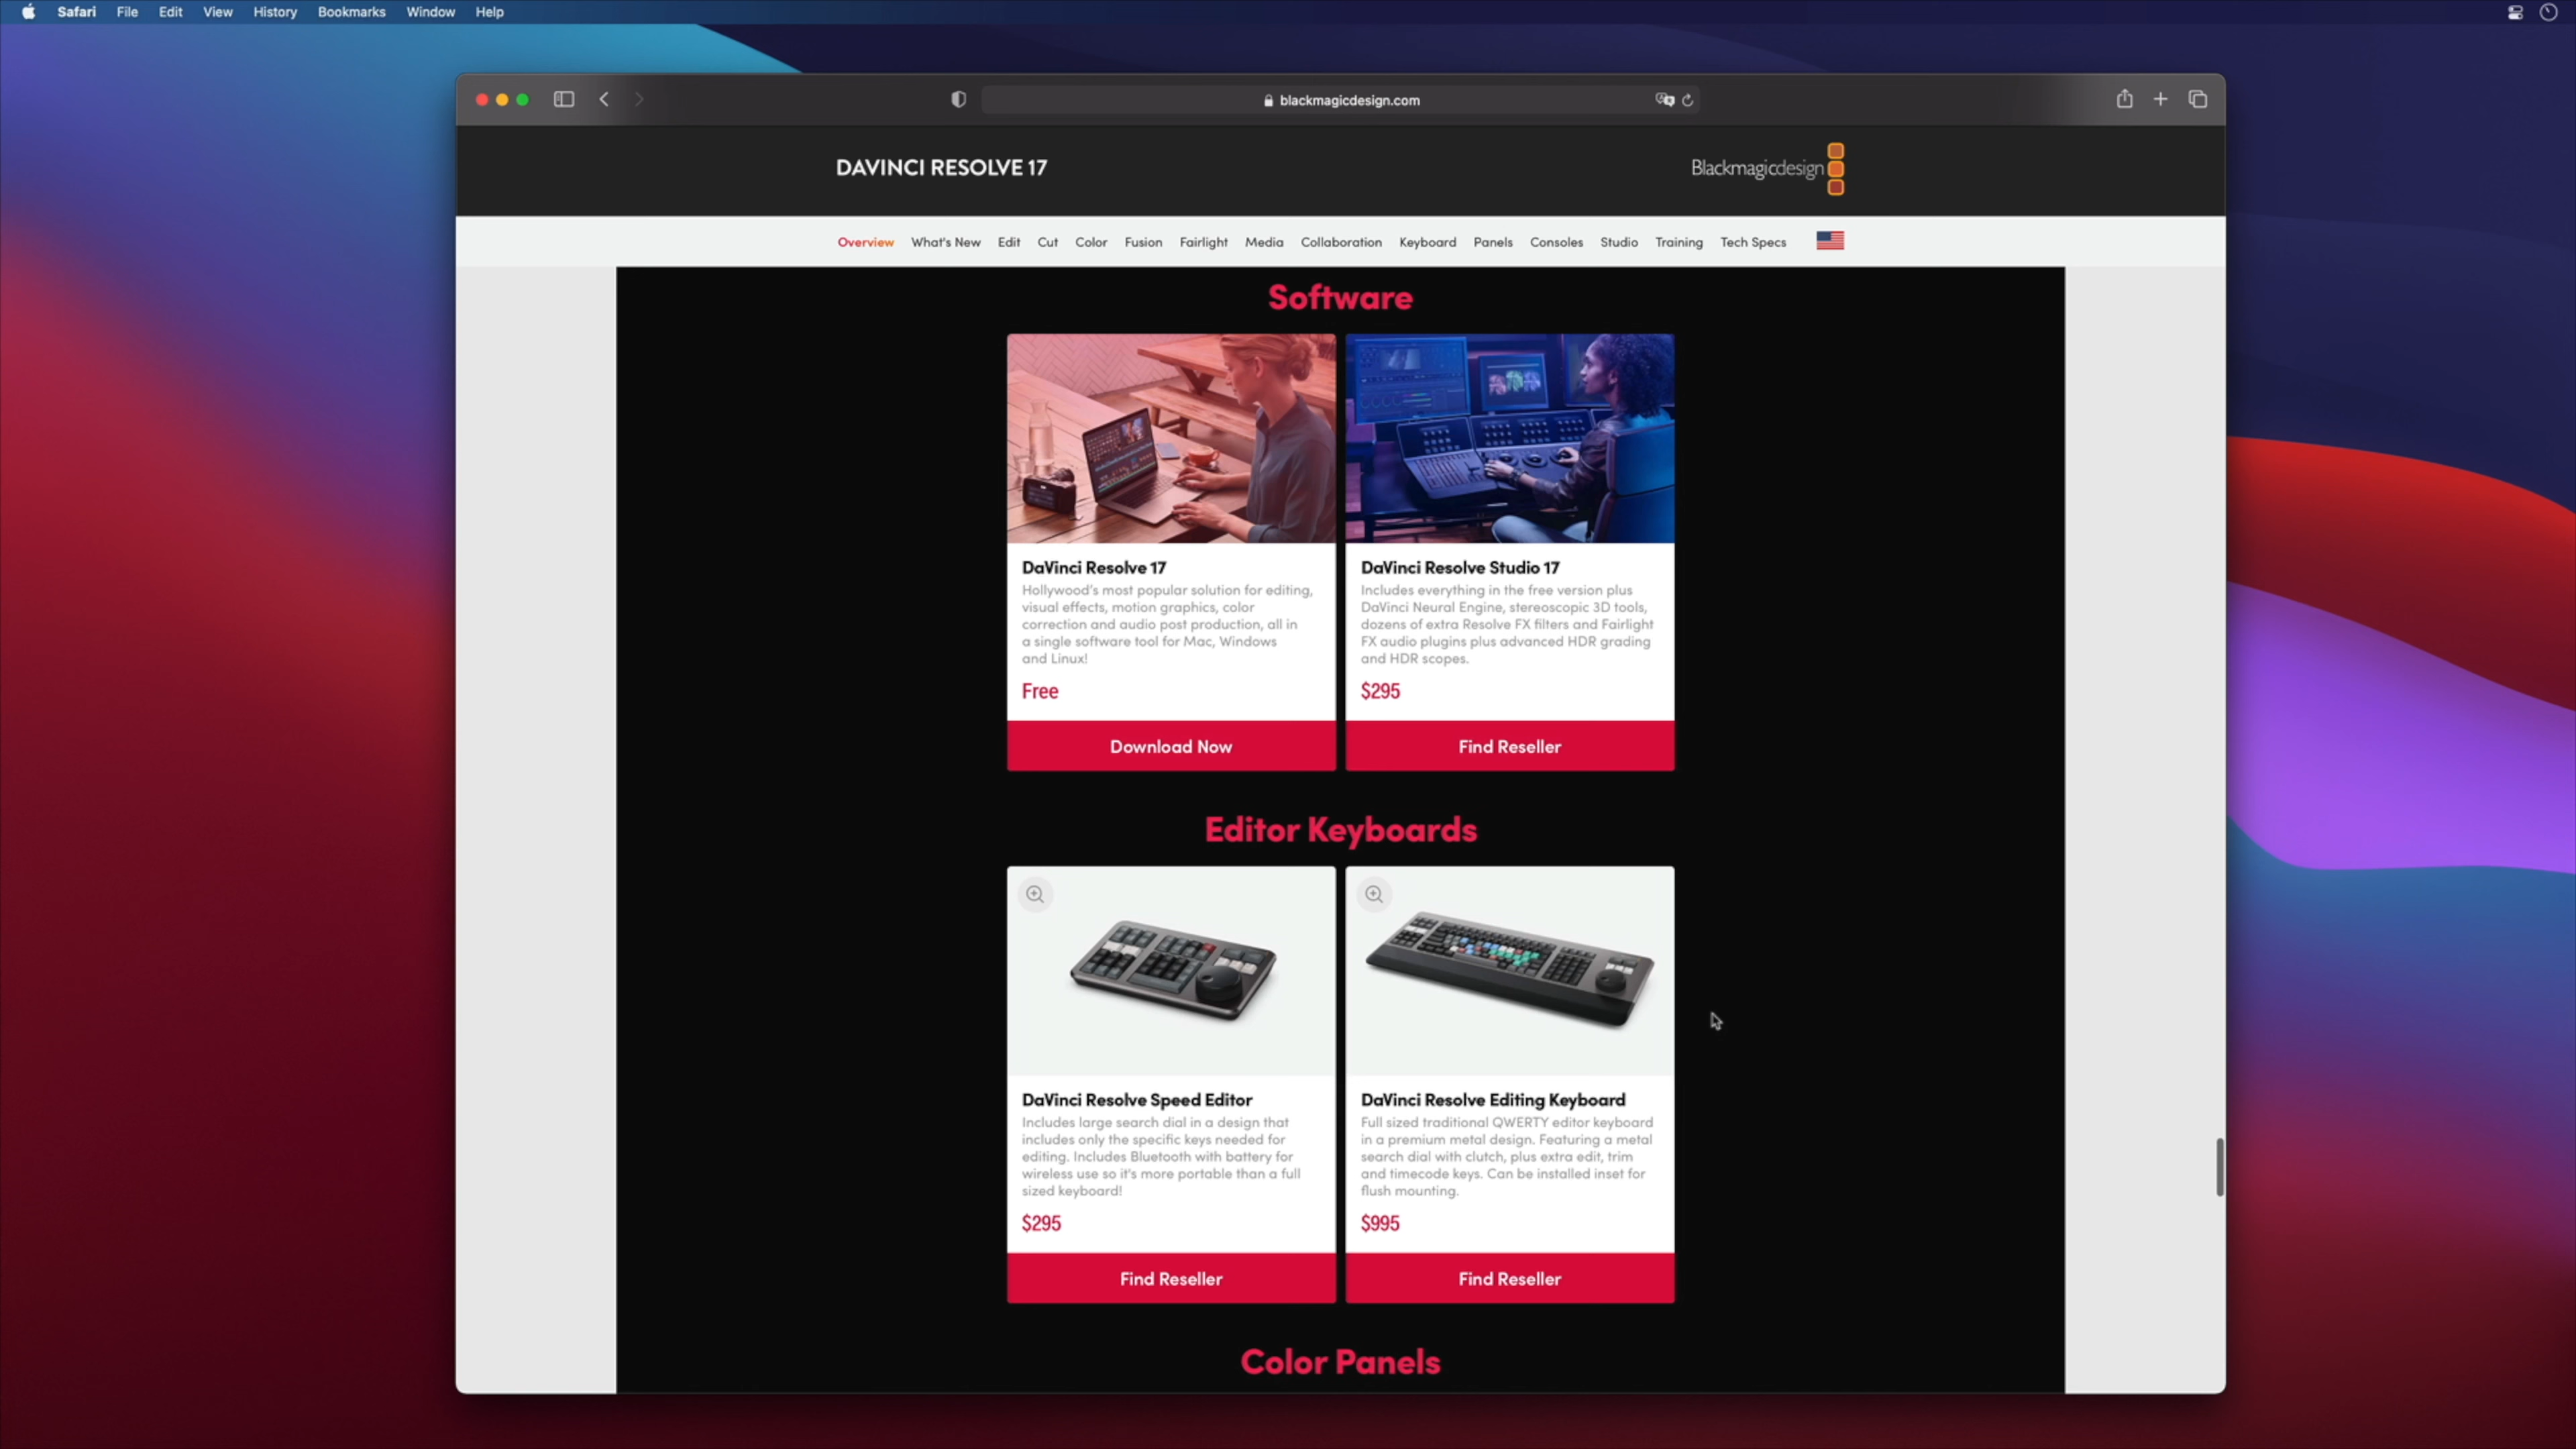 Safari File Edit View History Bookmarks Window Help
blackmagicdesign.com
DAVINCI RESOLVE 17
Blackmagicdesign
Overview What's New Edit Cut Color Fusion Fairlight Media Collaboration Keyboard Panels Consoles Studio Training Tech Specs
Software
DaVinci Resolve 17
Hollywood's most popular solution for editing,
visual effects, motion graphics, color
correction and audio post production, all in
a single software tool for Mac, Windows
and Linux!
Free
Download Now
DaVinci Resolve Studio 17
Includes everything in the free version plus
DaVinci Neural Engine, stereoscopic 3D tools,
dozens of extra Resolve FX filters and Fairlight
FX audio plugins plus advanced HDR grading
and HDR scopes.
$295
Find Reseller
Editor Keyboards
DaVinci Resolve Speed Editor
Includes large search dial in a design that
includes only the specific keys needed for
editing. Includes Bluetooth with battery for
wireless use so it's more portable than a full
sized keyboard!
$295
Find Reseller
DaVinci Resolve Editing Keyboard
Full sized traditional QWERTY editor keyboard
in a premium metal design. Featuring a metal
search dial with clutch, plus extra edit, trim
and timecode keys. Can be installed inset for
flush mounting.
$995
Find Reseller
Color Panels